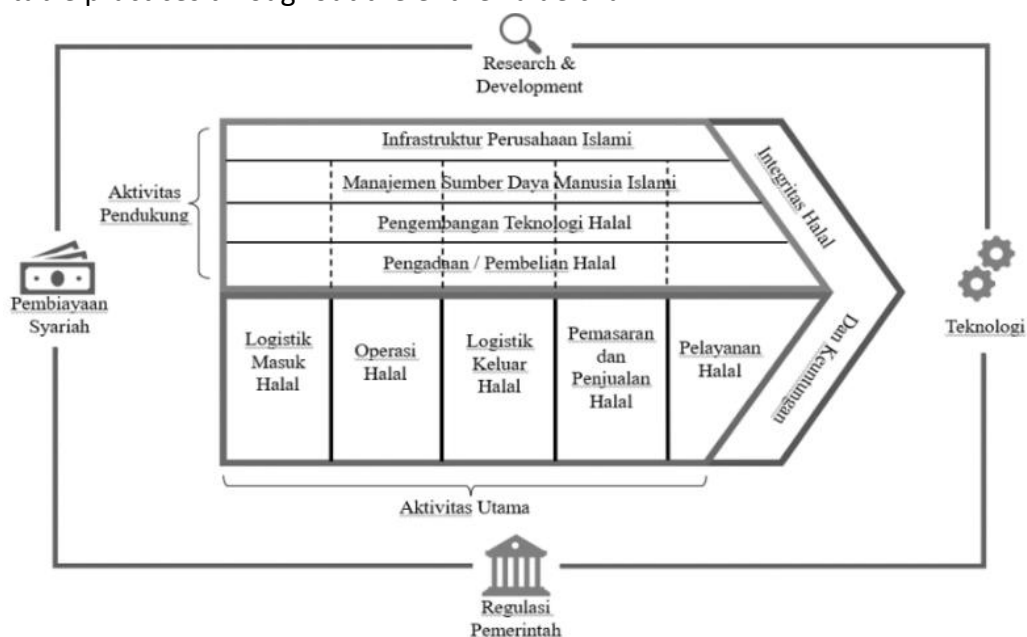 Research &
Development
Infrastruktur Perusahaan Islami
Manajemen Sumber Daya Manusia Islami
Pengembangan Teknologi Halal
Pengadaan / Pembelian Halal
Aktivitas
Pendukung
Integritas Halal
Dan Keuntungan
Pembiayaan
Syariah
Teknologi
Logistik
Masuk
Halal
Operasi
Halal
Logistik
Keluar
Halal
Pemasaran
dan
Penjualan
Halal
Pelayanan
Halal
Aktivitas Utama
Regulasi
Pemerintah